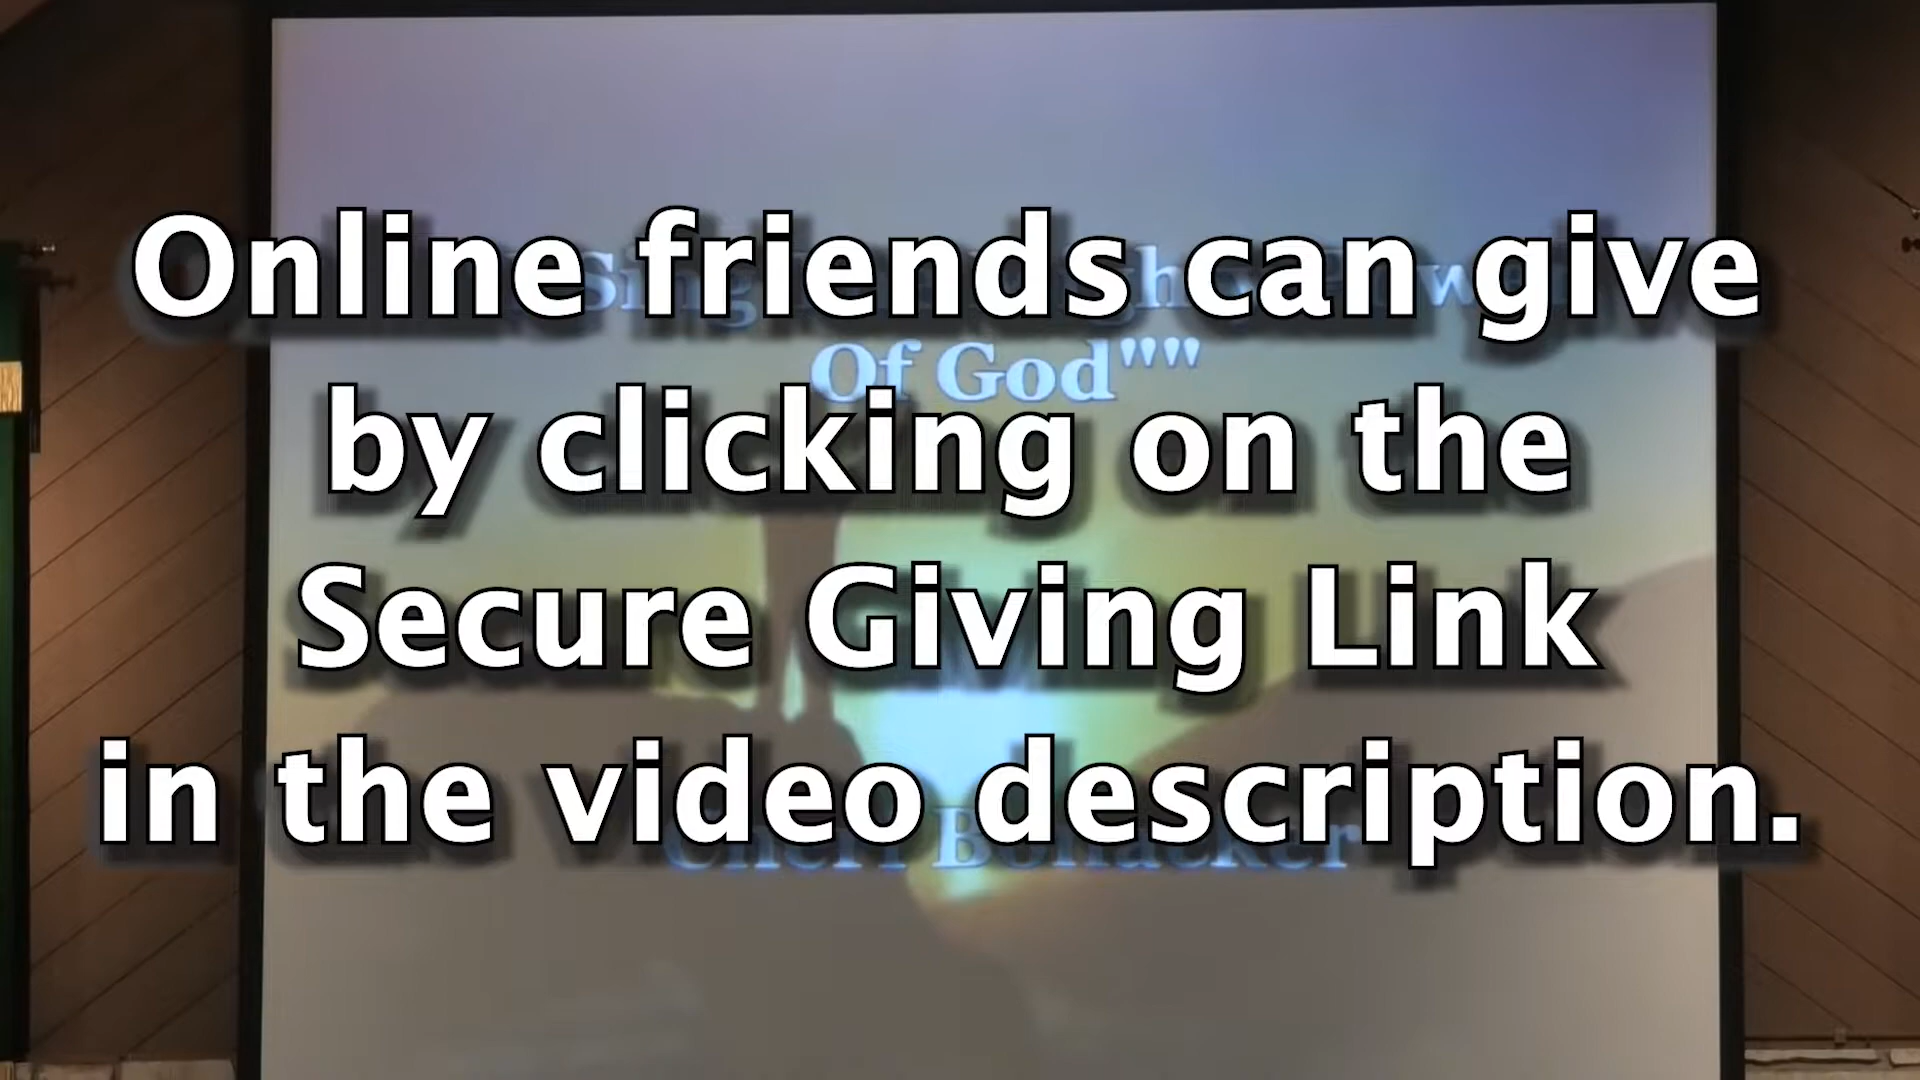 Online friends can give
Of God""
by clicking on the
Secure Giving Link
in the video description.